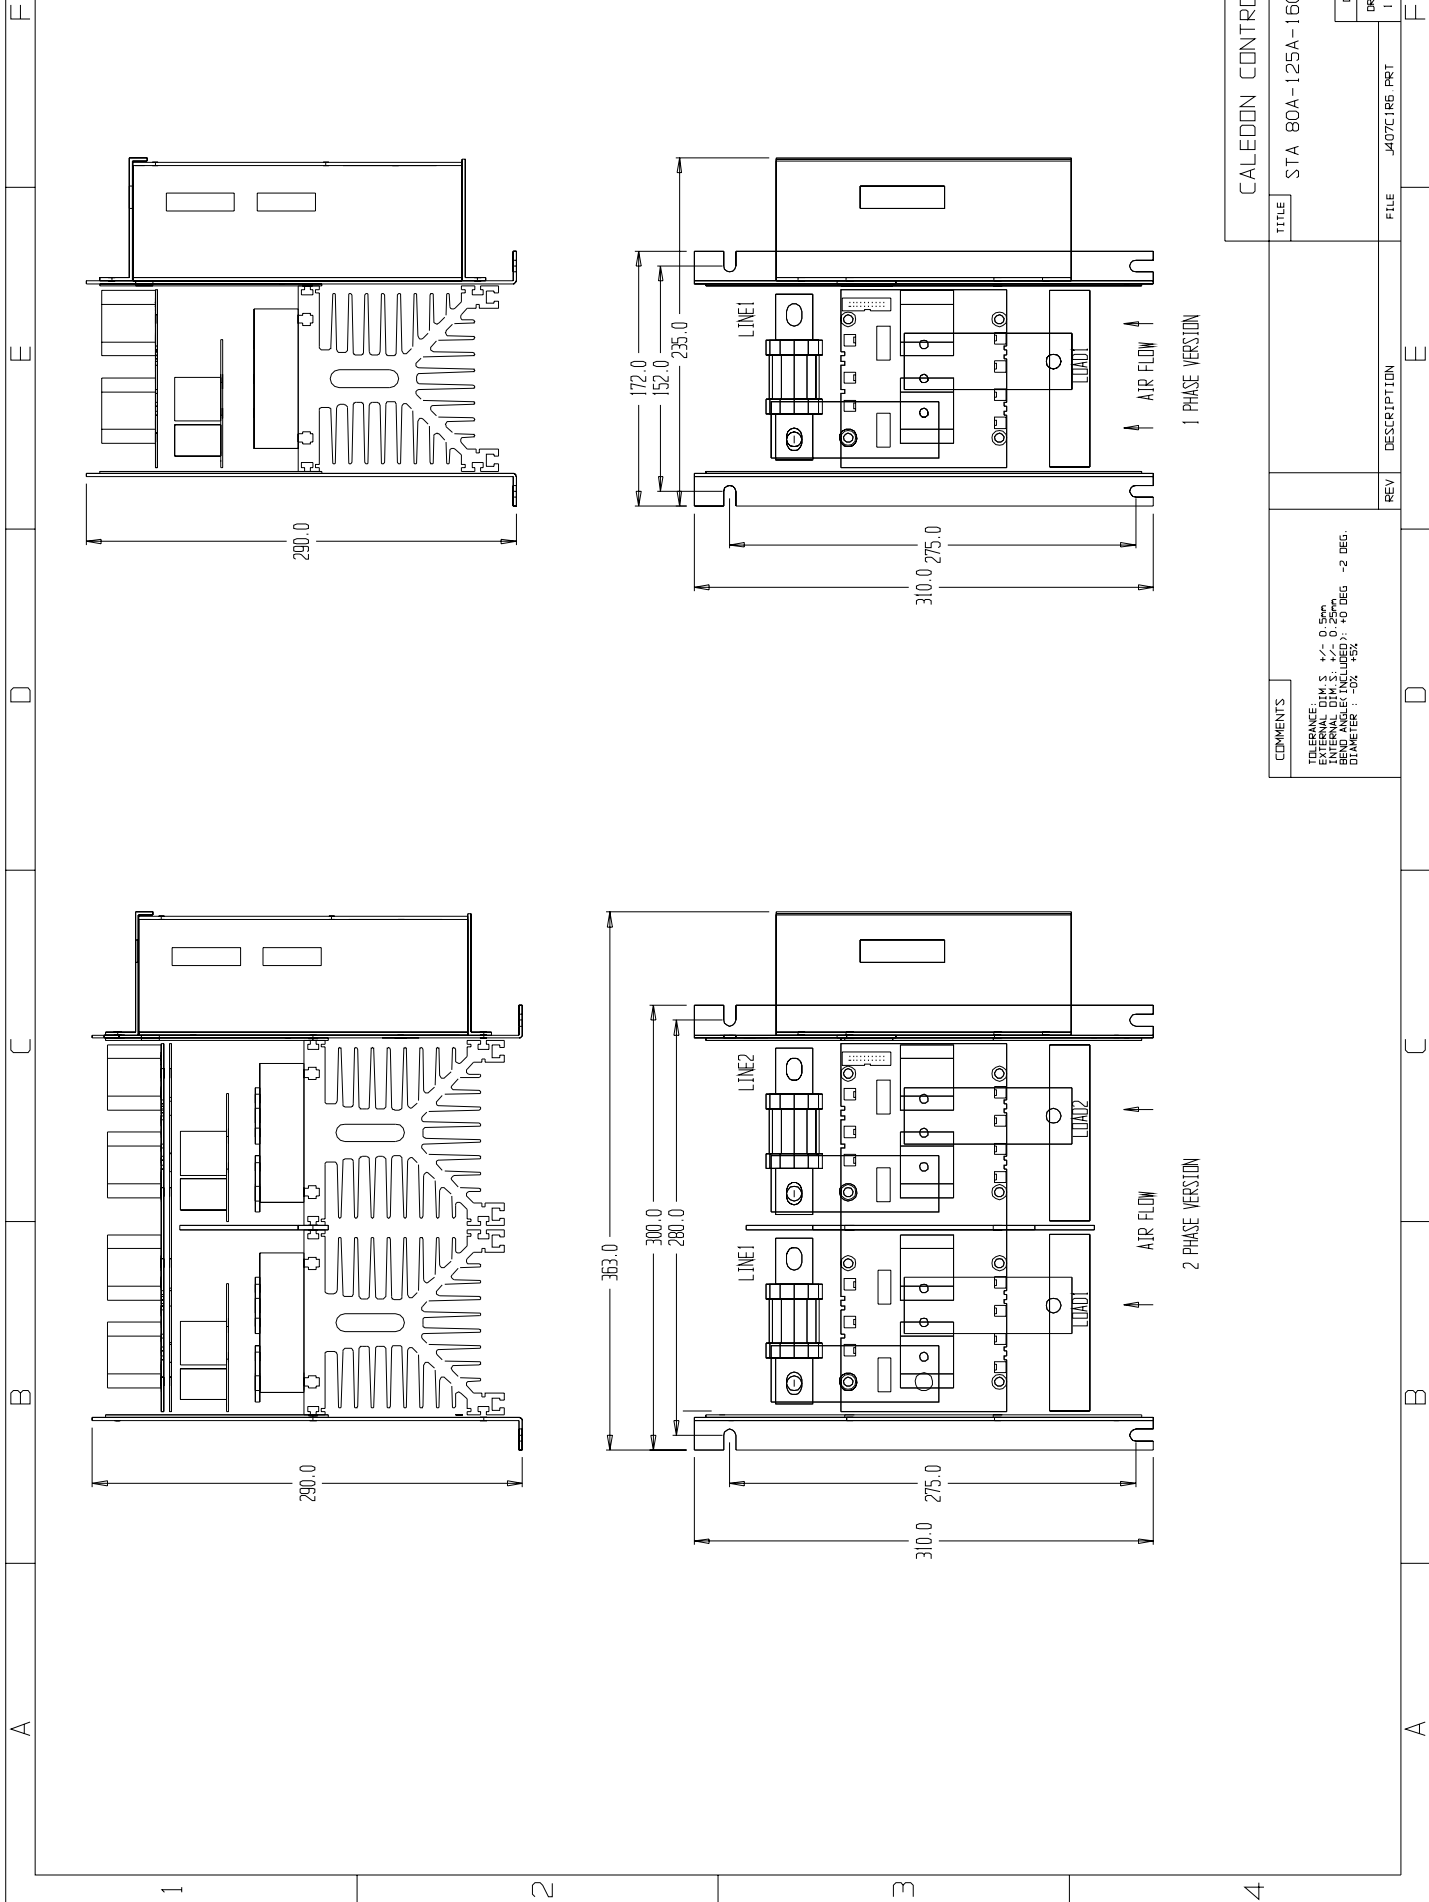 A
B
C
D
E
F
1
2
3
4
290.0
290.0
363.0
300.0
280.0
LINE1
LINE2
LOAD1
LOAD2
275.0
310.0
AIR FLOW
2 PHASE VERSION
172.0
152.0
235.0
LINE1
LOAD1
275.0
310.0
AIR FLOW
1 PHASE VERSION
COMMENTS
TOLERANCE:
EXTERNAL DIM.S +/- 0.5mm
INTERNAL DIM.S: +/- 0.25mm
BEND ANGLE(INCLUDED): +0 DEG -2 DEG.
DIAMETER : -0% +5%
REV
DESCRIPTION
CALEDON CONTRO
TITLE
STA 80A-125A-160
FILE
J407C1R6.PRT
DR
1
A
B
C
D
E
F